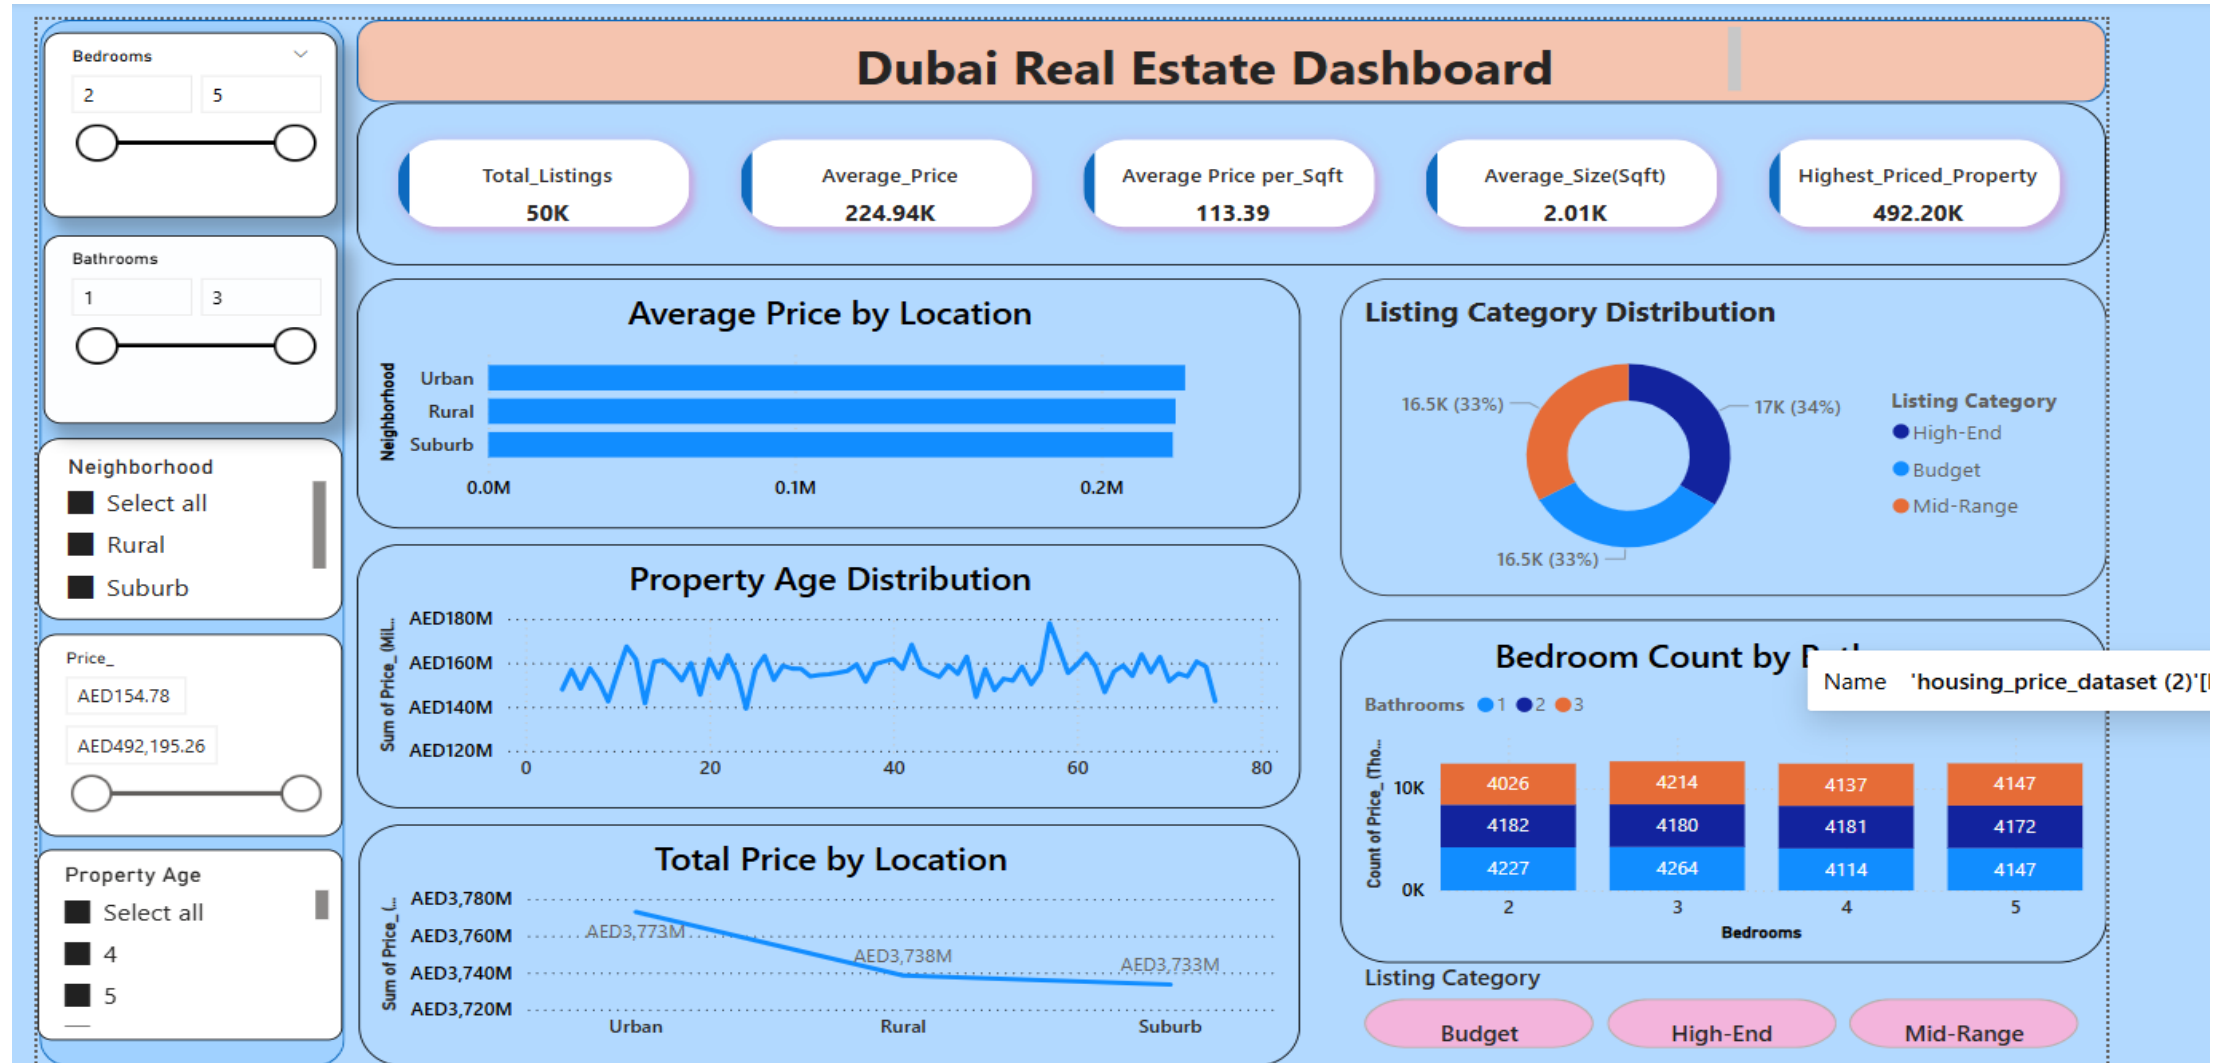 Dubai Real Estate Dashboard
Bedrooms
2 5
Bathrooms
1 3
Neighborhood
Select all
Rural
Suburb
Price_
AED154.78
AED492,195.26
Property Age
Select all
4
5
Total_Listings
50K
Average_Price
224.94K
Average Price per_Sqft
113.39
Average_Size(Sqft)
2.01K
Highest_Priced_Property
492.20K
Average Price by Location
Neighborhood
Urban
Rural
Suburb
0.0M 0.1M 0.2M
Listing Category Distribution
16.5K (33%)
17K (34%)
16.5K (33%)
Listing Category
High-End
Budget
Mid-Range
Property Age Distribution
Sum of Price_ (Mil...
AED180M
AED160M
AED140M
AED120M
0 20 40 60 80
Bedroom Count by
Name 'housing_price_dataset (2)'[
Bathrooms 1 2 3
Count of Price_ (Tho...
10K
0K
4026 4214 4137 4147
4182 4180 4181 4172
4227 4264 4114 4147
2 3 4 5
Bedrooms
Total Price by Location
Sum of Price_ (...
AED3,780M
AED3,760M
AED3,740M
AED3,720M
AED3,773M
AED3,738M
AED3,733M
Urban Rural Suburb
Listing Category
Budget High-End Mid-Range